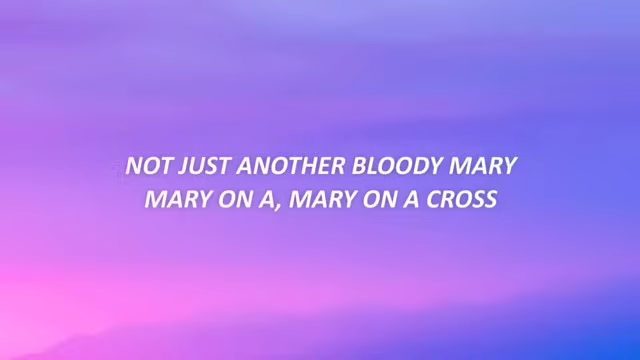 NOT JUST ANOTHER BLOODY MARY
MARY ON A, MARY ON A CROSS